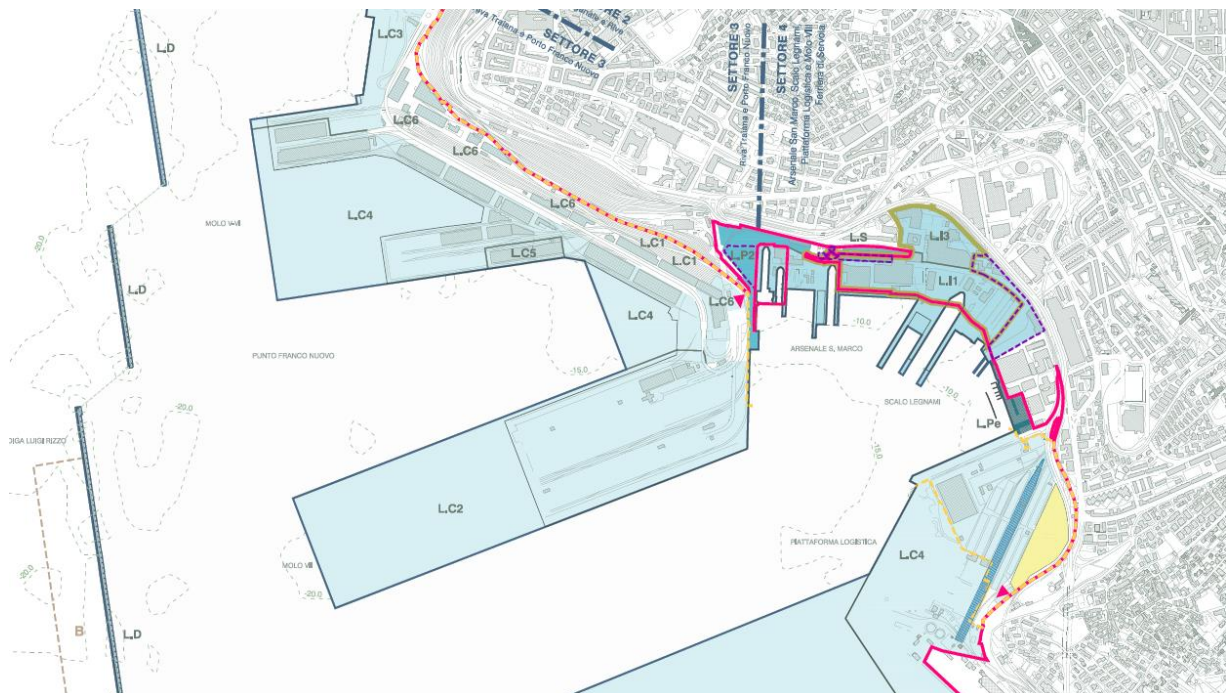 L.D
L.C3
SETTORE 2
SETTORE 3
Riva Traiana e Porto Franco Nuovo
SETTORE 3
Riva Traiana e Porto Franco Nuovo
SETTORE 4
Arsenale San Marco, Scalo Legnami,
Piattaforma Logistica e Molo VIII
Ferriera di Servola
L.C6
L.C6
L.C4
MOLO V-VII
L.C6
-20.0
L.C5
L.C1
L.C1
L.S
L.I3
L.P2
L.I1
L.D
L.C6
L.C4
-10.0
PUNTO FRANCO NUOVO
-15.0
ARSENALE S. MARCO
SCALO LEGNAMI
-10.0
-20.0
L.Pe
DIGA LUIGI RIZZO
-15.0
L.C2
PIATTAFORMA LOGISTICA
L.C4
MOLO VII
-20.0
-20.0
B
L.D